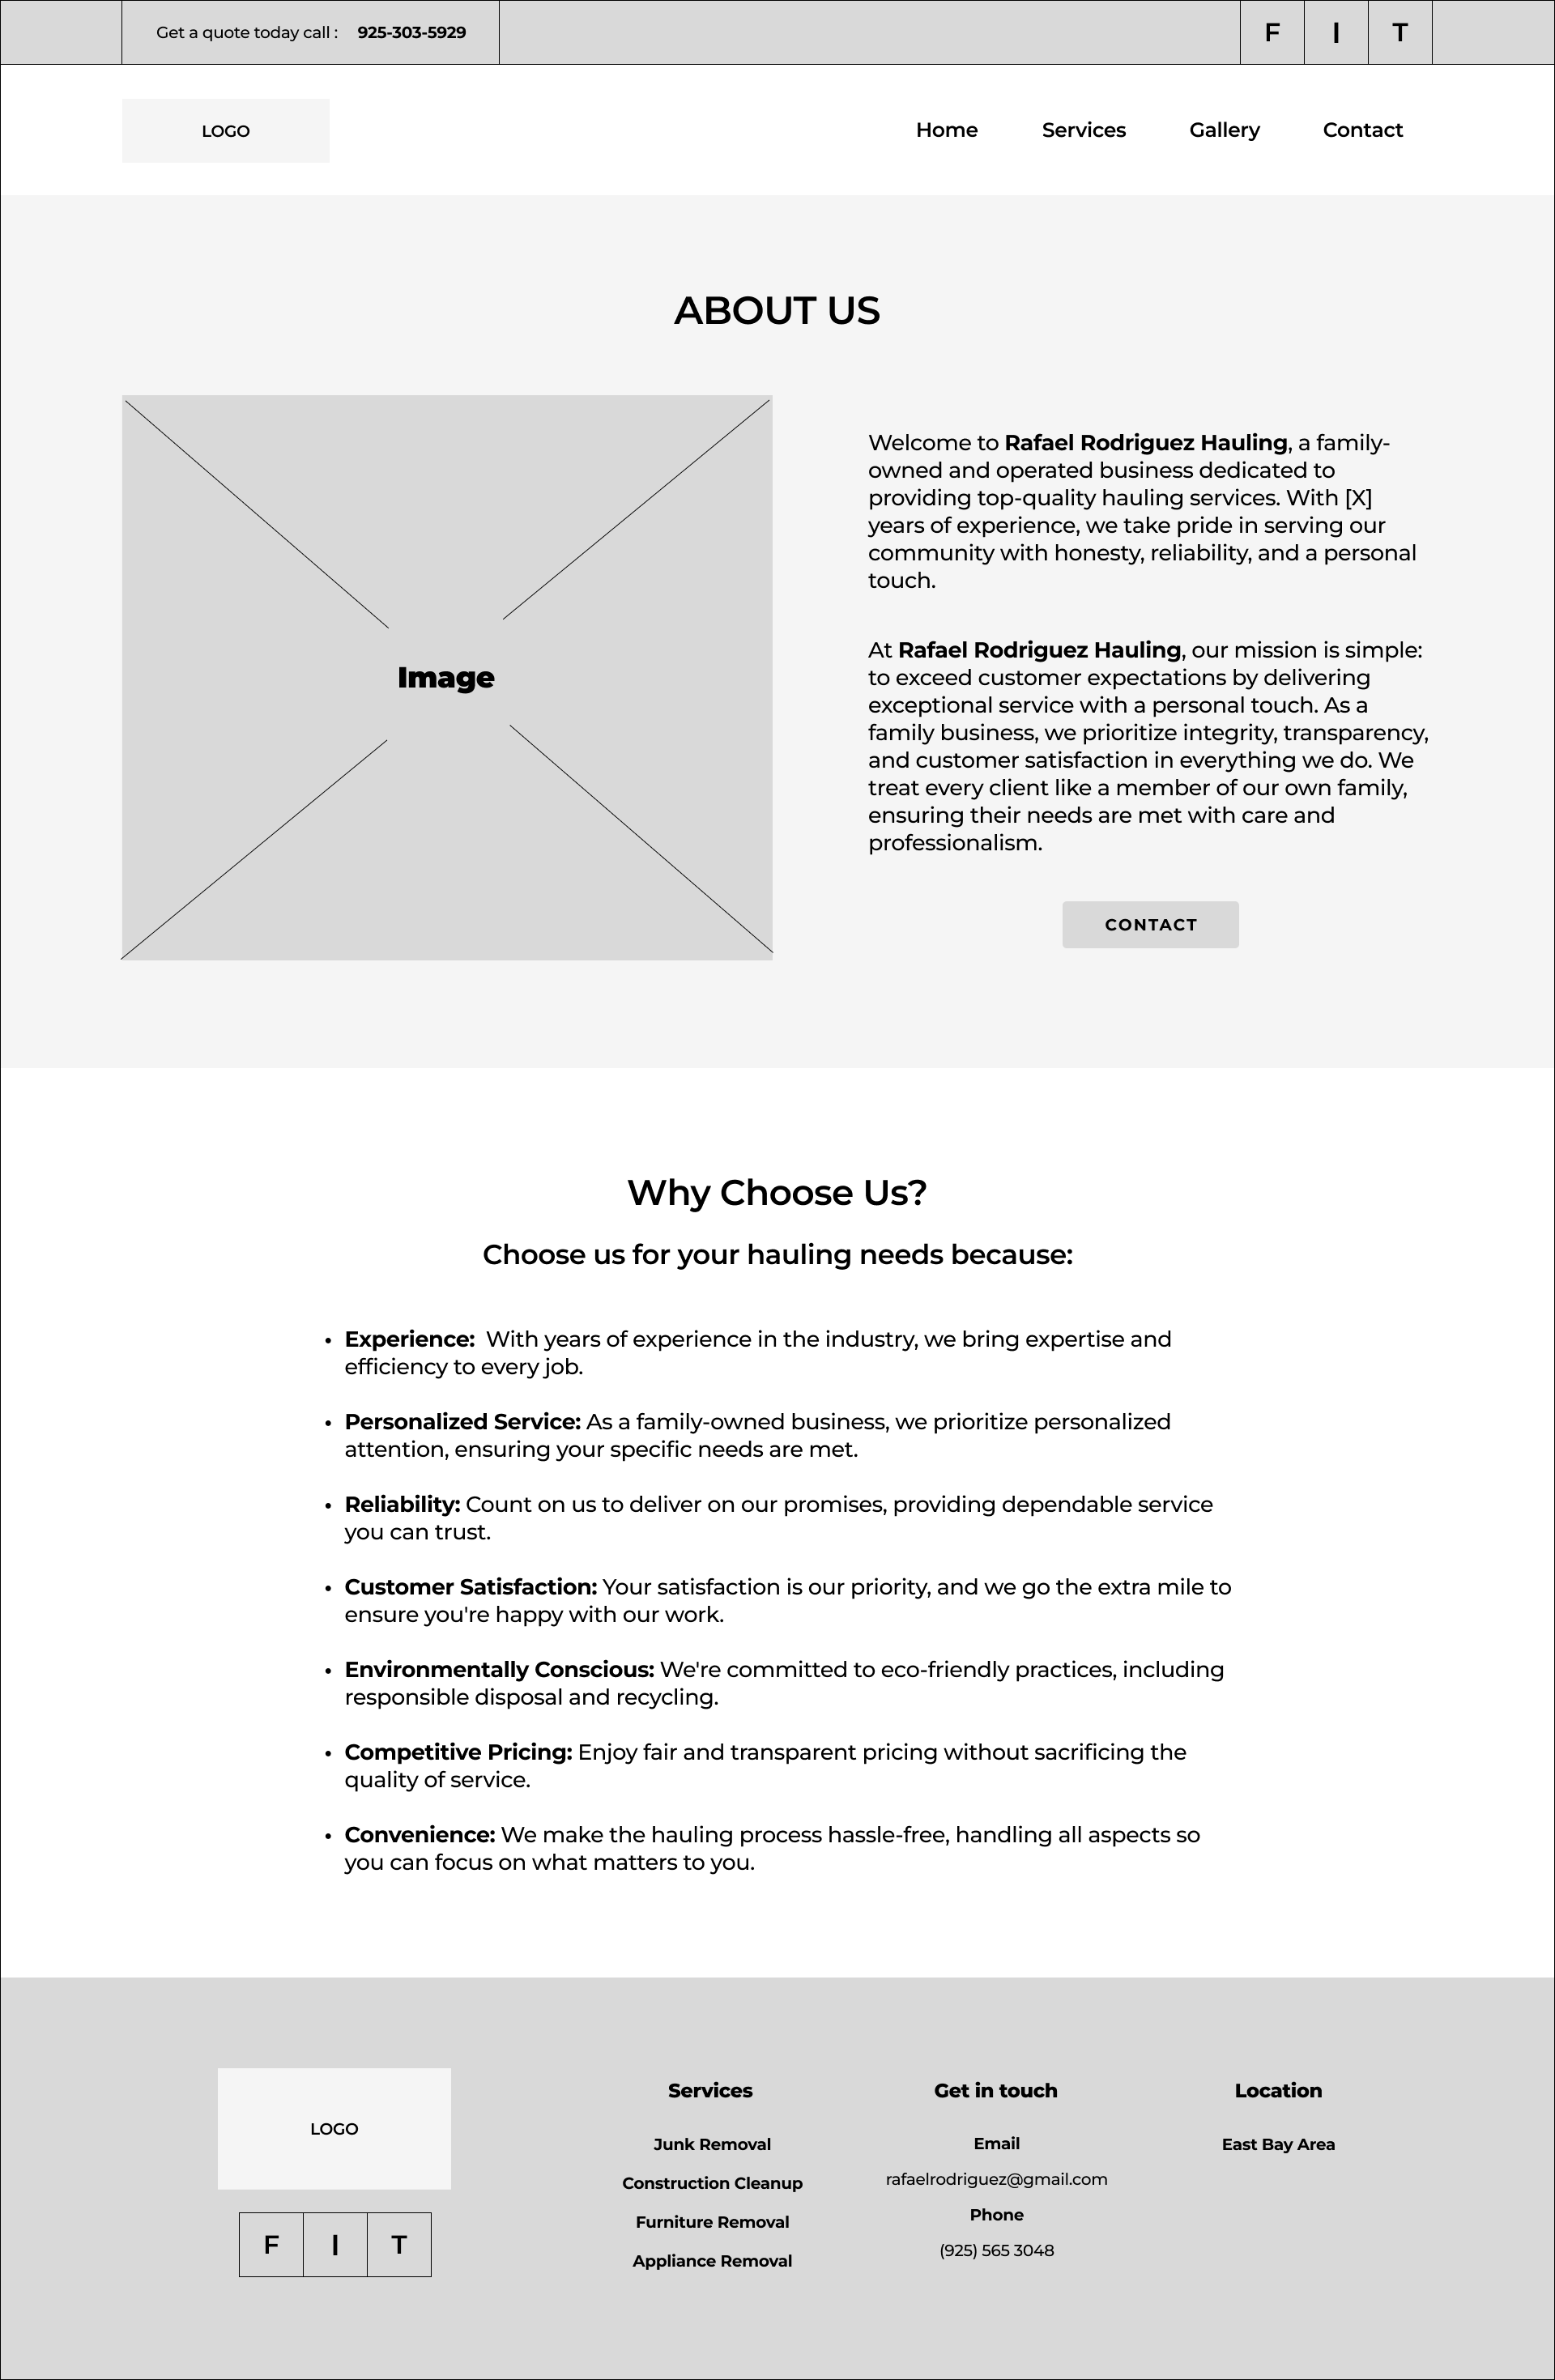 Get a quote today call : 925-303-5929
F I T
LOGO
Home Services Gallery Contact
ABOUT US
Image
Welcome to Rafael Rodriguez Hauling, a family-
owned and operated business dedicated to
providing top-quality hauling services. With [X]
years of experience, we take pride in serving our
community with honesty, reliability, and a personal
touch.
At Rafael Rodriguez Hauling, our mission is simple:
to exceed customer expectations by delivering
exceptional service with a personal touch. As a
family business, we prioritize integrity, transparency,
and customer satisfaction in everything we do. We
treat every client like a member of our own family,
ensuring their needs are met with care and
professionalism.
CONTACT
Why Choose Us?
Choose us for your hauling needs because:
• Experience: With years of experience in the industry, we bring expertise and
efficiency to every job.
• Personalized Service: As a family-owned business, we prioritize personalized
attention, ensuring your specific needs are met.
• Reliability: Count on us to deliver on our promises, providing dependable service
you can trust.
• Customer Satisfaction: Your satisfaction is our priority, and we go the extra mile to
ensure you're happy with our work.
• Environmentally Conscious: We're committed to eco-friendly practices, including
responsible disposal and recycling.
• Competitive Pricing: Enjoy fair and transparent pricing without sacrificing the
quality of service.
• Convenience: We make the hauling process hassle-free, handling all aspects so
you can focus on what matters to you.
LOGO
F I T
Services
Junk Removal
Construction Cleanup
Furniture Removal
Appliance Removal
Get in touch
Email
rafaelrodriguez@gmail.com
Phone
(925) 565 3048
Location
East Bay Area